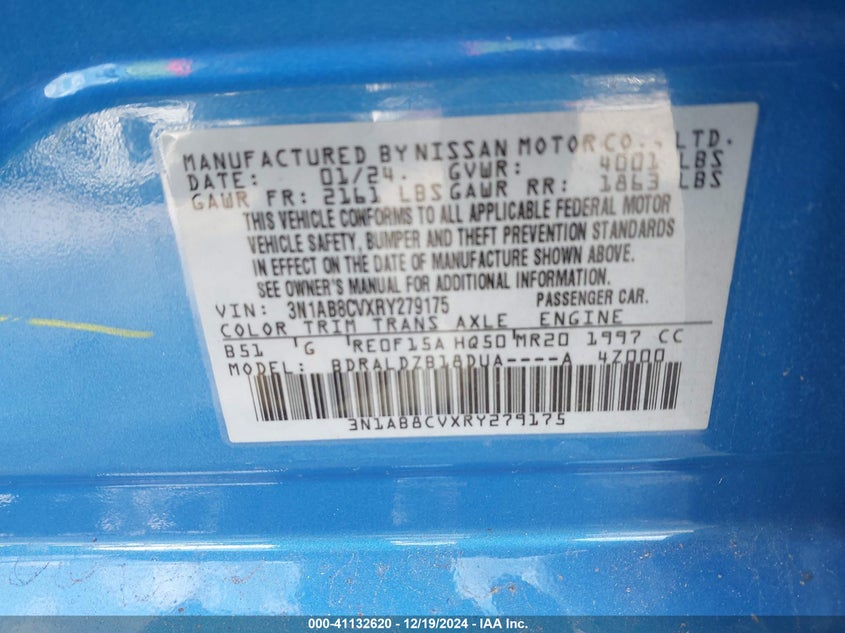 MANUFACTURED BY NISSAN MOTOR CO., LTD.
DATE: 01/24. GVWR: 4001 LBS
GAWR FR: 2161 LBS GAWR RR: 1863 LBS
THIS VEHICLE CONFORMS TO ALL APPLICABLE FEDERAL MOTOR
VEHICLE SAFETY, BUMPER AND THEFT PREVENTION STANDARDS
IN EFFECT ON THE DATE OF MANUFACTURE SHOWN ABOVE.
SEE OWNER'S MANUAL FOR ADDITIONAL INFORMATION.
VIN: 3N1AB8CVXRY279175 PASSENGER CAR.
COLOR TRIM TRANS AXLE ENGINE
B51 G RE0F15A HQ50 MR20 1997 CC
MODEL: BDRALDZB18DUA----A 4Z000
3N1AB8CVXRY279175
000-41132620 - 12/19/2024 - IAA Inc.